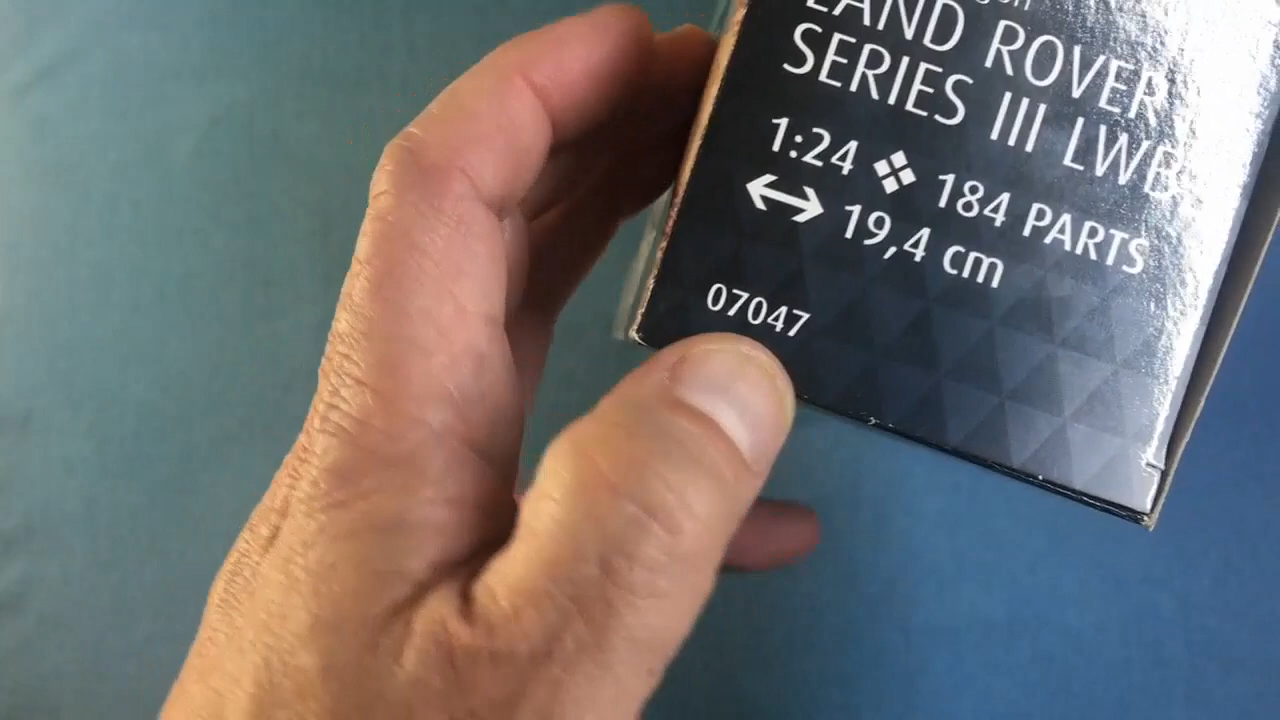 LAND ROVER
SERIES III LWB
1:24 184 PARTS
19,4 cm
07047